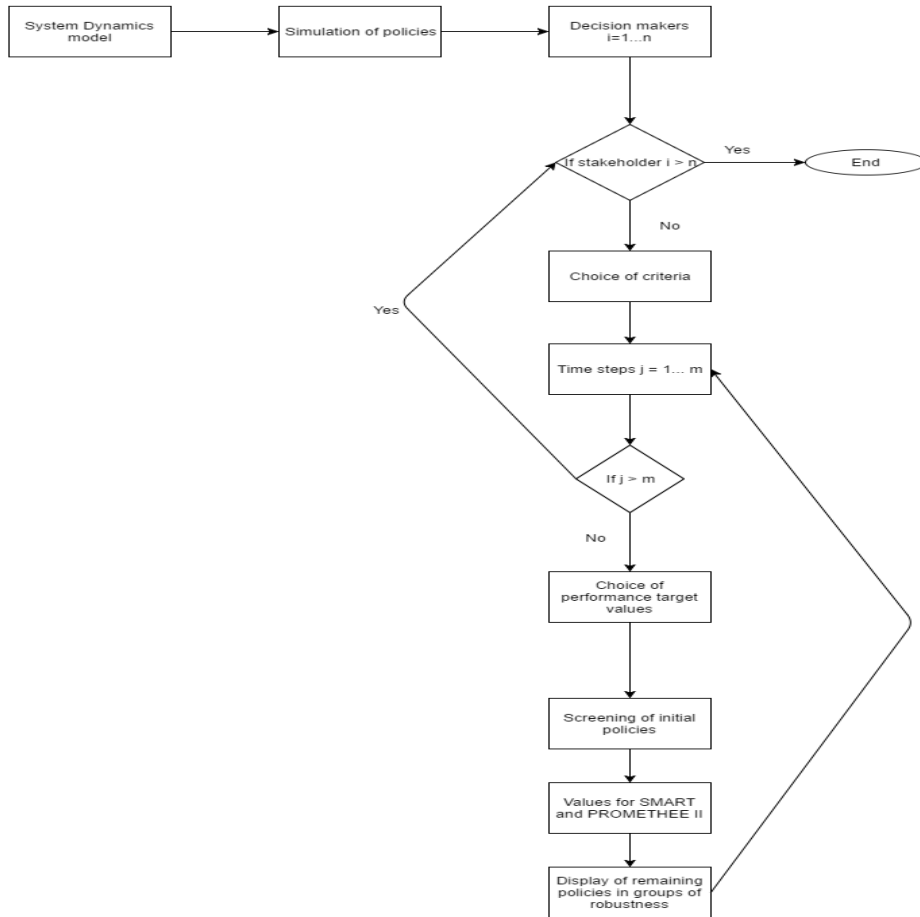 System Dynamics
model
Simulation of policies
Decision makers
i=1...n
If stakeholder i > n
Yes
End
No
Choice of criteria
Yes
Time steps j = 1... m
If j > m
No
Choice of
performance target
values
Screening of initial
policies
Values for SMART
and PROMETHEE II
Display of remaining
policies in groups of
robustness